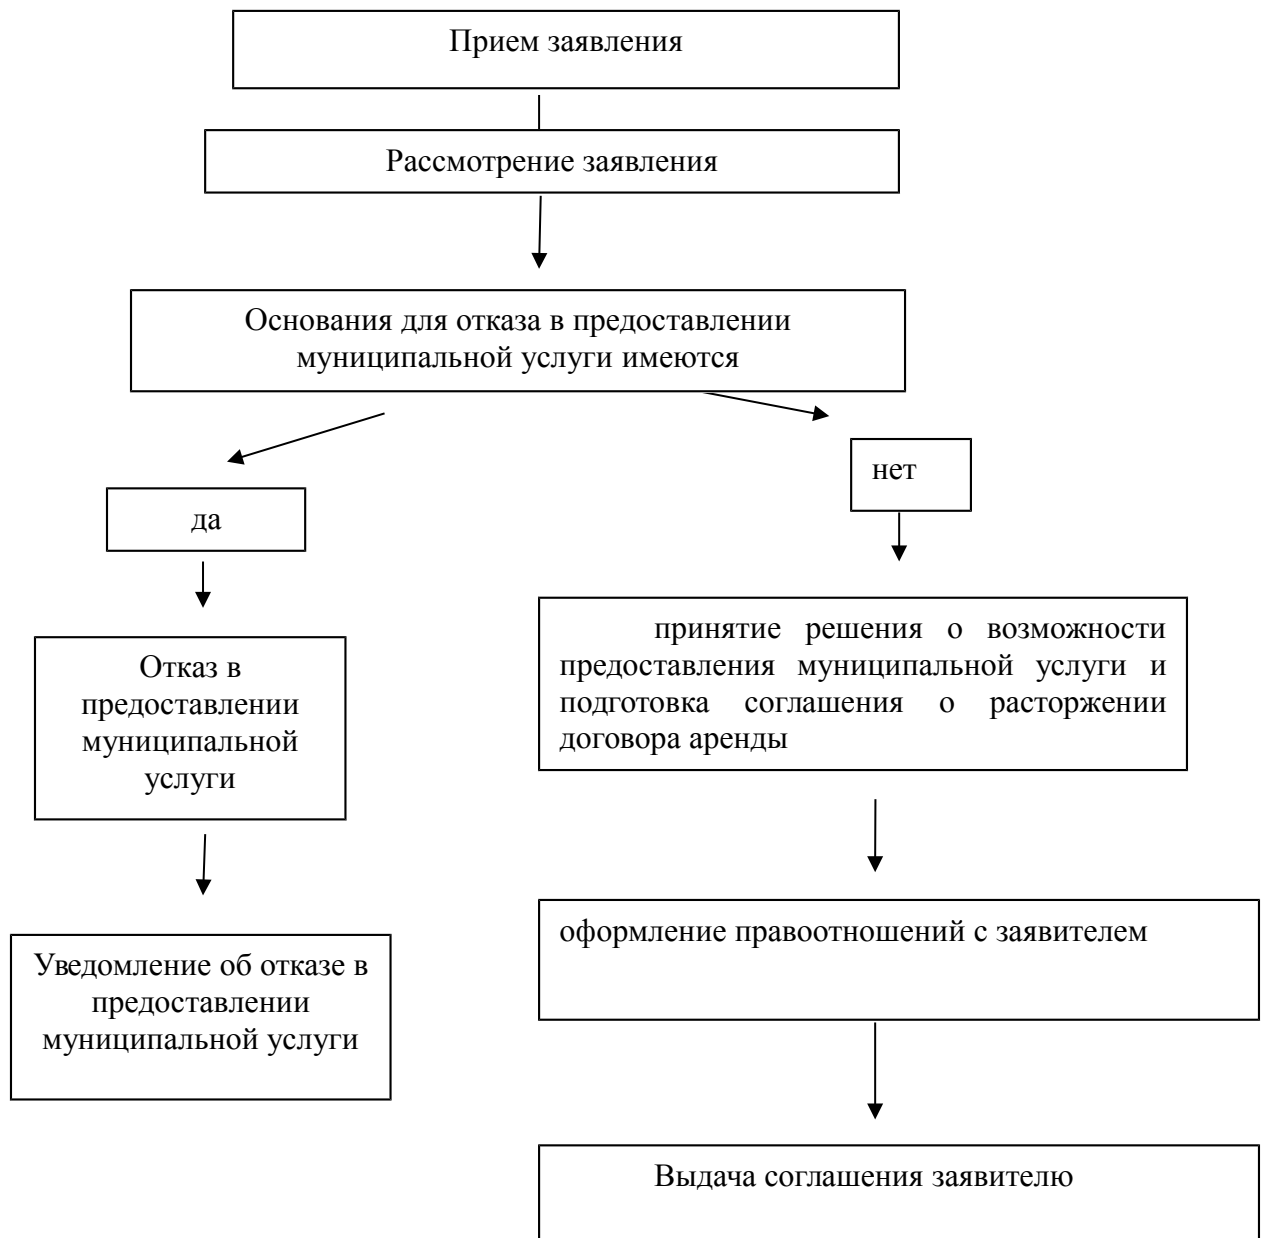 Прием заявления
Рассмотрение заявления
Основания для отказа в предоставлении
муниципальной услуги имеются
нет
да
принятие решения о возможности
предоставления муниципальной услуги и
подготовка соглашения о расторжении
договора аренды
Отказ в
предоставлении
муниципальной
услуги
оформление правоотношений с заявителем
Уведомление об отказе в
предоставлении
муниципальной услуги
Выдача соглашения заявителю